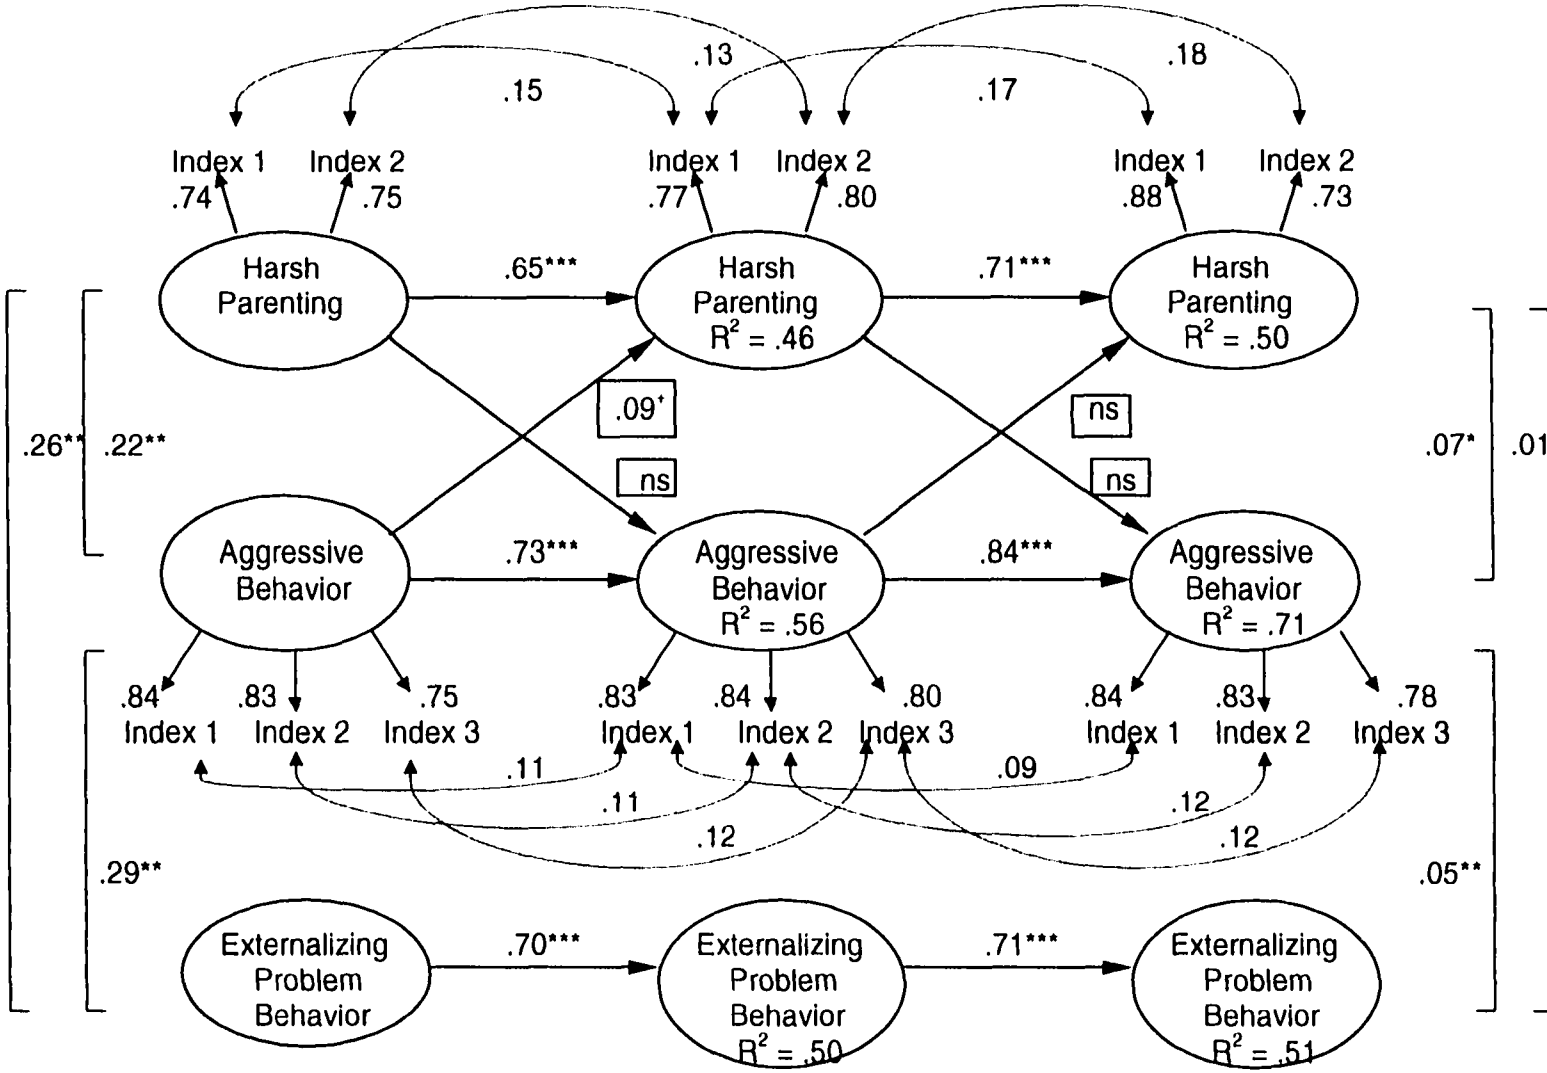 .13
.18
.15
.17
Index 1 Index 2 Index 1 Index 2 Index 1 Index 2
.74 .75 .77 .80 .88 .73
Harsh
Parenting
.65***
Harsh
Parenting
R² = .46
.71***
Harsh
Parenting
R² = .50
.09†
ns
ns
ns
.26**
.22**
.07*
.01
Aggressive
Behavior
.73***
Aggressive
Behavior
R² = .56
.84***
Aggressive
Behavior
R² = .71
.84 .83 .75 .83 .84 .80 .84 .83 .78
Index 1 Index 2 Index 3 Index 1 Index 2 Index 3 Index 1 Index 2 Index 3
.11 .09
.11 .12
.12 .12
.29**
.05**
Externalizing
Problem
Behavior
.70***
Externalizing
Problem
Behavior
R² = .50
.71***
Externalizing
Problem
Behavior
R² = .51